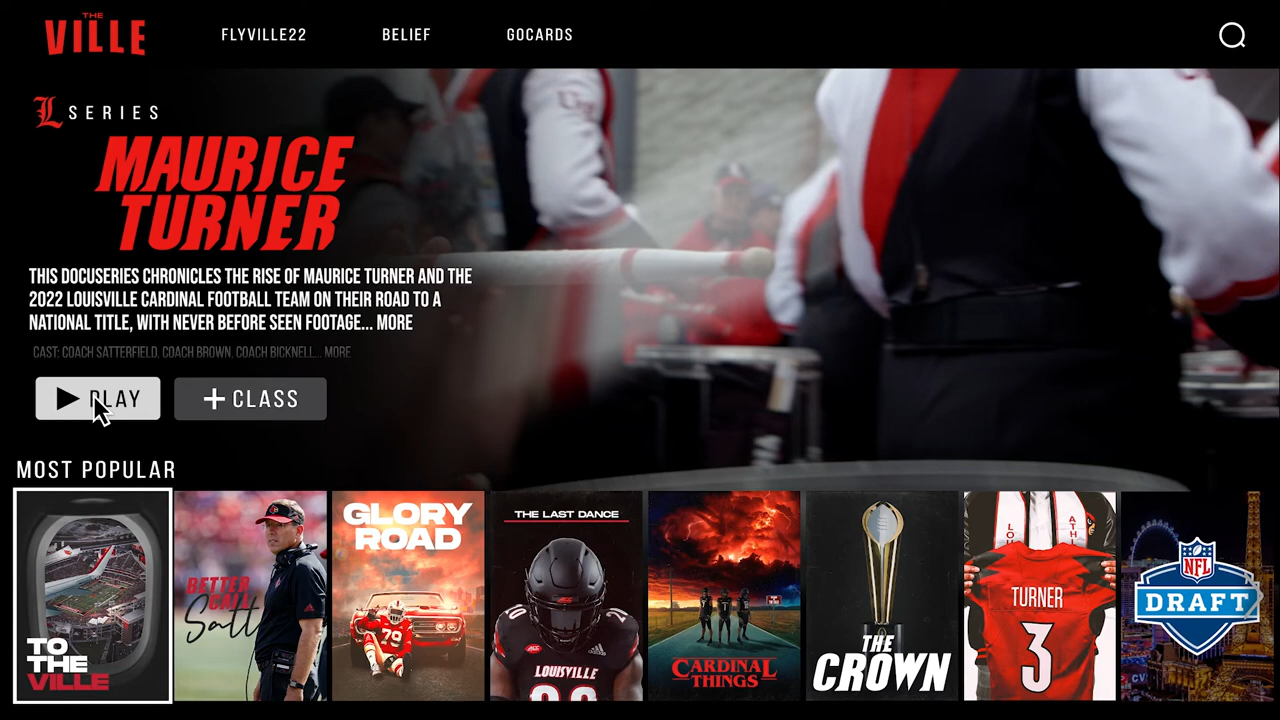 THE
VILLE
FLYVILLE22 BELIEF GOCARDS
L SERIES
MAURICE
TURNER
THIS DOCUSERIES CHRONICLES THE RISE OF MAURICE TURNER AND THE
2022 LOUISVILLE CARDINAL FOOTBALL TEAM ON THEIR ROAD TO A
NATIONAL TITLE, WITH NEVER BEFORE SEEN FOOTAGE... MORE
CAST: COACH SATTERFIELD, COACH BROWN, COACH BICKNELL... MORE
PLAY
+ CLASS
MOST POPULAR
TO
THE
VILLE
BETTER
CALL
Satt
GLORY
ROAD
79
THE LAST DANCE
20
ACC
LOUISVILLE
CARDINAL
THINGS
THE
CROWN
TURNER
3
NFL
DRAFT